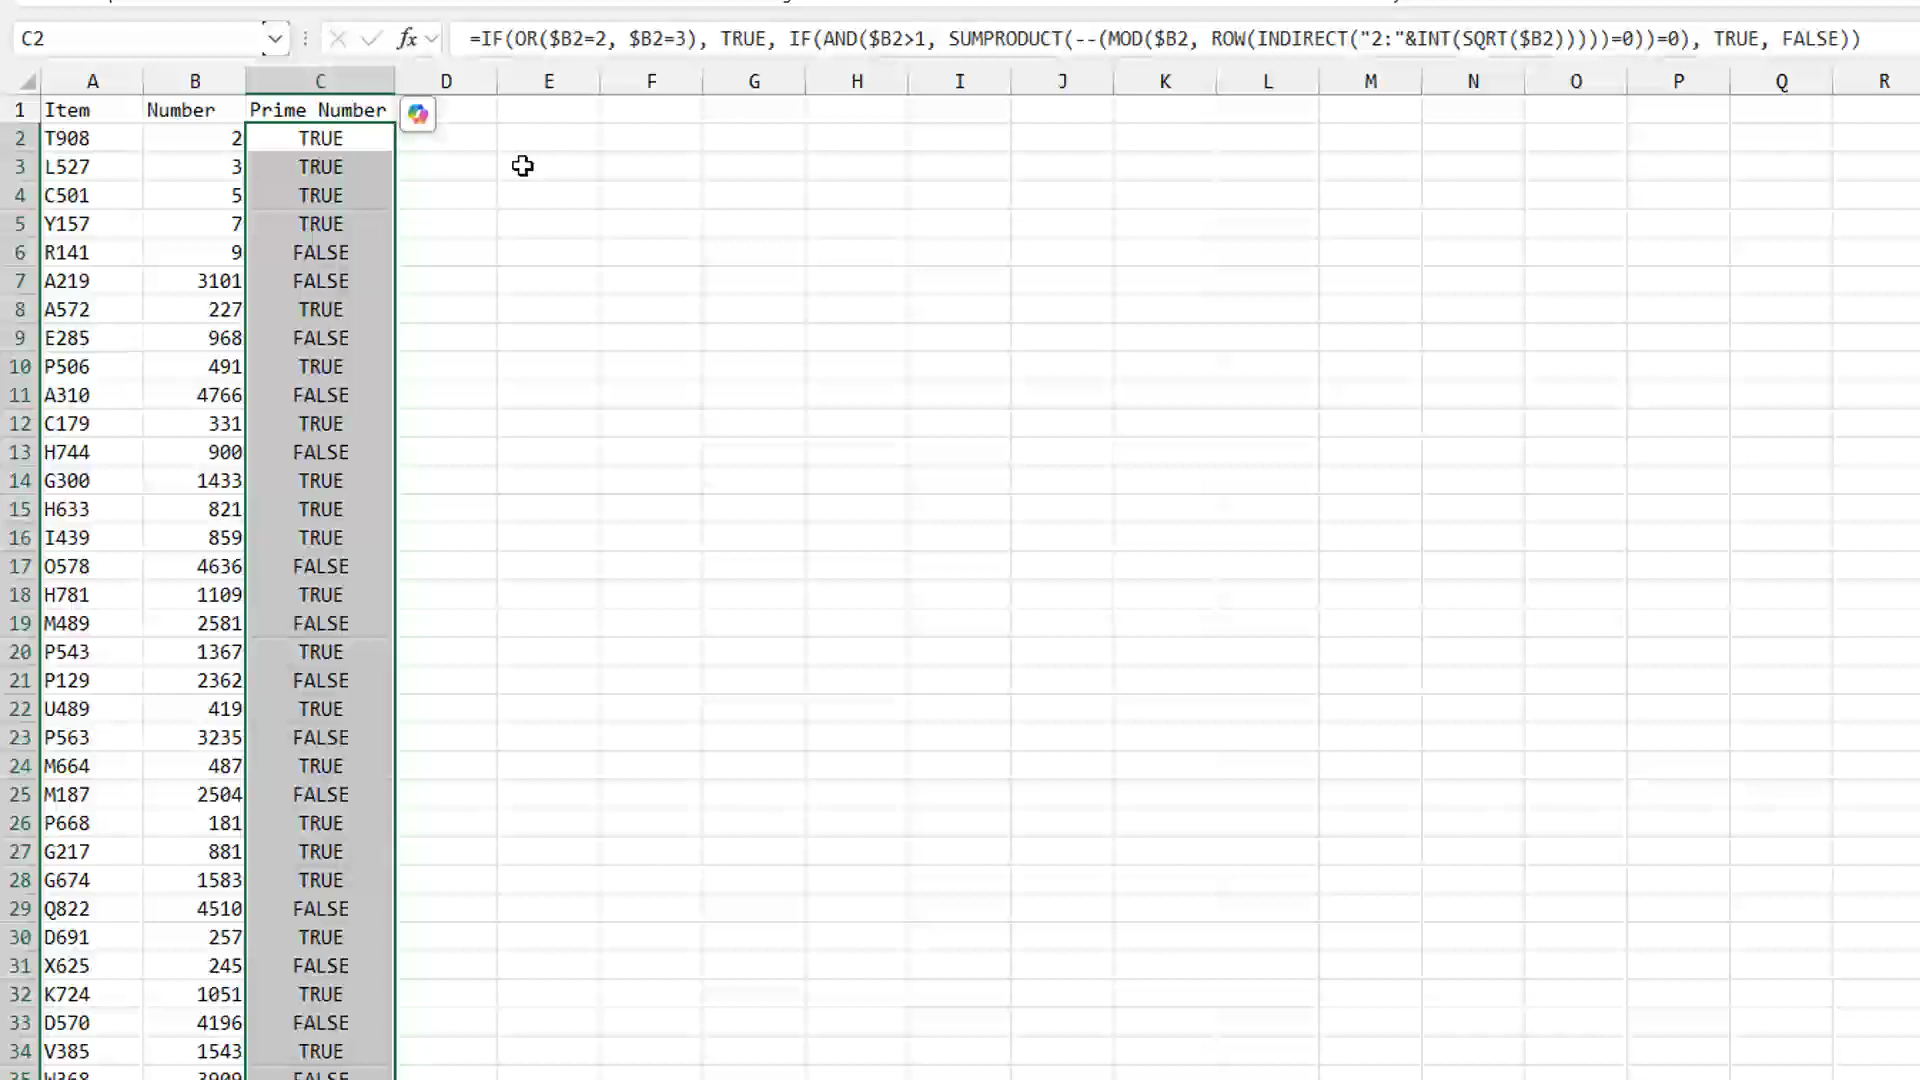 C2 fx =IF(OR($B2=2, $B2=3), TRUE, IF(AND($B2>1, SUMPRODUCT(--(MOD($B2, ROW(INDIRECT("2:"&INT(SQRT($B2)))))=0))=0), TRUE, FALSE))
A B C D E F G H I J K L M N O P Q R
1 Item Number Prime Number
2 T908 2 TRUE
3 L527 3 TRUE
4 C501 5 TRUE
5 Y157 7 TRUE
6 R141 9 FALSE
7 A219 3101 FALSE
8 A572 227 TRUE
9 E285 968 FALSE
10 P506 491 TRUE
11 A310 4766 FALSE
12 C179 331 TRUE
13 H744 900 FALSE
14 G300 1433 TRUE
15 H633 821 TRUE
16 I439 859 TRUE
17 O578 4636 FALSE
18 H781 1109 TRUE
19 M489 2581 FALSE
20 P543 1367 TRUE
21 P129 2362 FALSE
22 U489 419 TRUE
23 P563 3235 FALSE
24 M664 487 TRUE
25 M187 2504 FALSE
26 P668 181 TRUE
27 G217 881 TRUE
28 G674 1583 TRUE
29 Q822 4510 FALSE
30 D691 257 TRUE
31 X625 245 FALSE
32 K724 1051 TRUE
33 D570 4196 FALSE
34 V385 1543 TRUE
35 W368 3909 FALSE